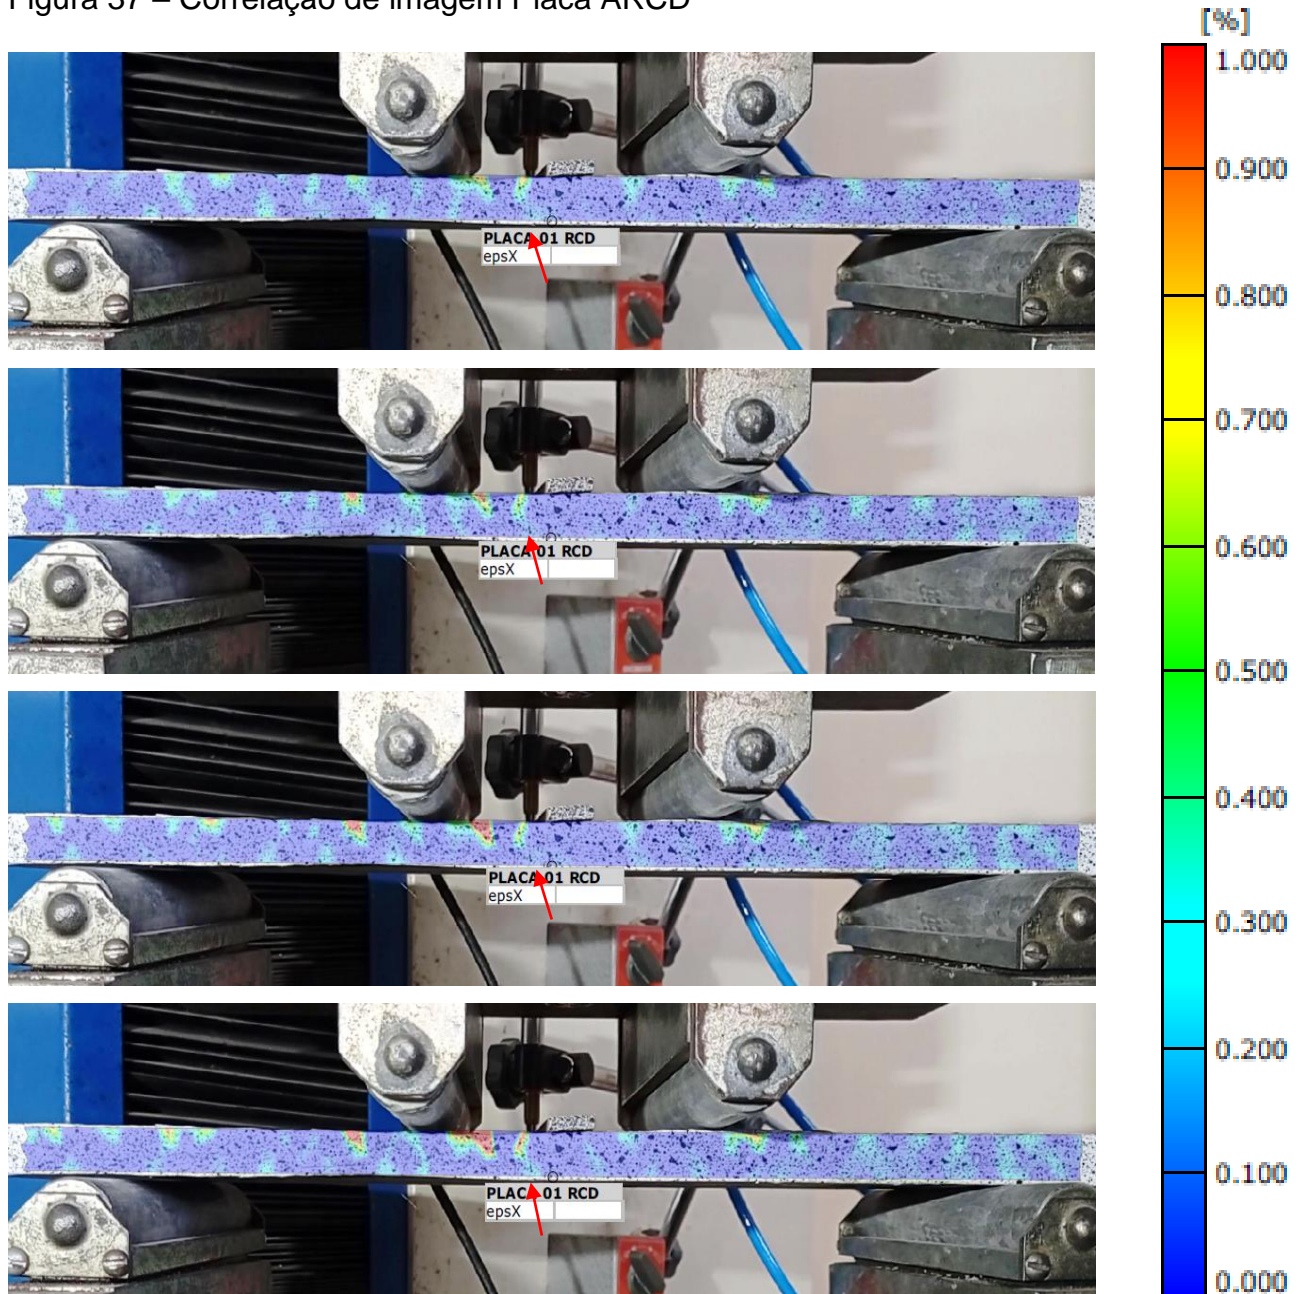 Figura 37 – Correlação de Imagem Placa ARCD
[%]
1.000
0.900
0.800
0.700
0.600
0.500
0.400
0.300
0.200
0.100
0.000
PLACA 01 RCD
epsX
PLACA 01 RCD
epsX
PLACA 01 RCD
epsX
PLACA 01 RCD
epsX